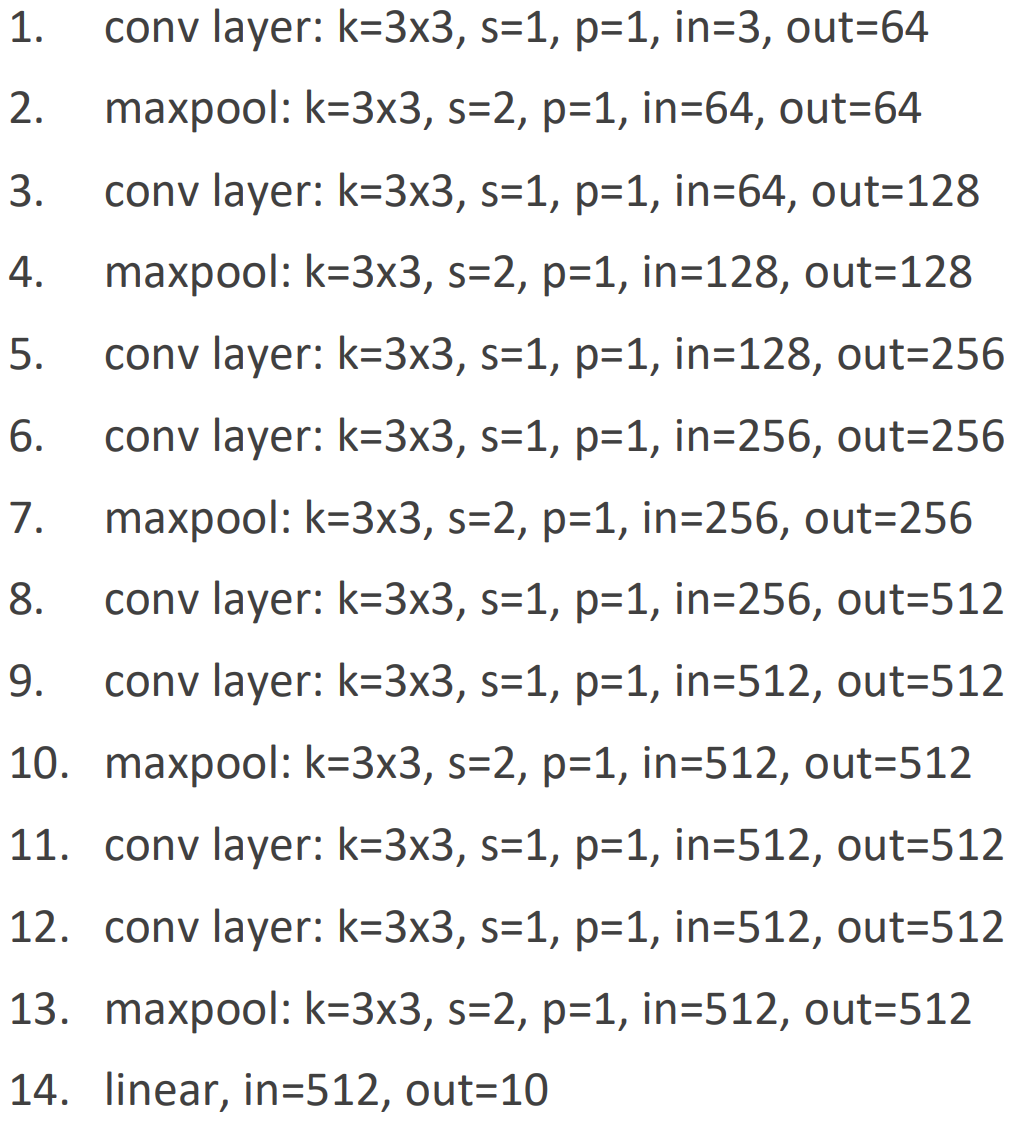 1. conv layer: k=3x3, s=1, p=1, in=3, out=64
2. maxpool: k=3x3, s=2, p=1, in=64, out=64
3. conv layer: k=3x3, s=1, p=1, in=64, out=128
4. maxpool: k=3x3, s=2, p=1, in=128, out=128
5. conv layer: k=3x3, s=1, p=1, in=128, out=256
6. conv layer: k=3x3, s=1, p=1, in=256, out=256
7. maxpool: k=3x3, s=2, p=1, in=256, out=256
8. conv layer: k=3x3, s=1, p=1, in=256, out=512
9. conv layer: k=3x3, s=1, p=1, in=512, out=512
10. maxpool: k=3x3, s=2, p=1, in=512, out=512
11. conv layer: k=3x3, s=1, p=1, in=512, out=512
12. conv layer: k=3x3, s=1, p=1, in=512, out=512
13. maxpool: k=3x3, s=2, p=1, in=512, out=512
14. linear, in=512, out=10